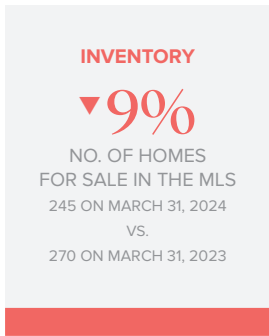 INVENTORY
▼9%
NO. OF HOMES
FOR SALE IN THE MLS
245 ON MARCH 31, 2024
VS.
270 ON MARCH 31, 2023